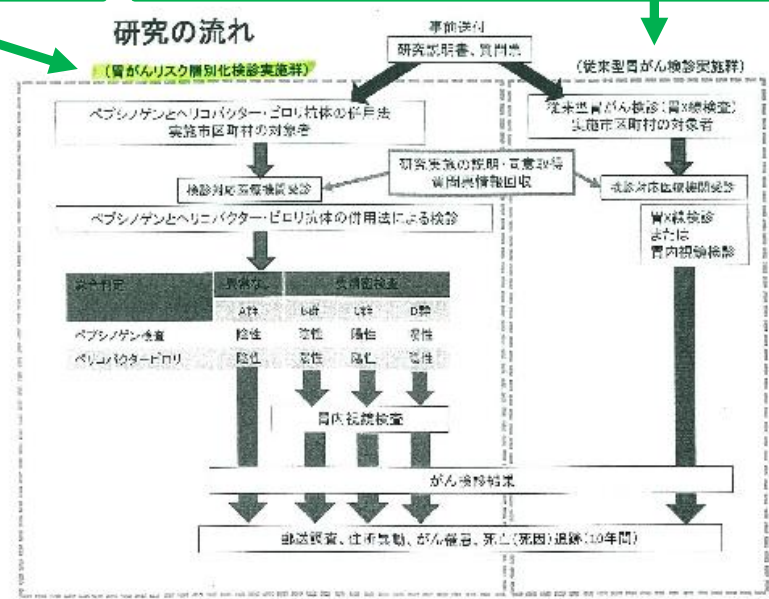 研究の流れ
事前送付
研究説明書、質問票
(胃がんリスク層別化検診実施群)
(従来型胃がん検診実施群)
ペプシノゲンとヘリコバクター・ピロリ抗体の併用法
実施市区町村の対象者
従来型胃がん検診(胃X線検査)
実施市区町村の対象者
研究実施の説明・同意取得
質問票情報回収
検診対応医療機関受診
検診対応医療機関受診
ペプシノゲンとヘリコバクター・ピロリ抗体の併用法による検診
胃X線検診
または
胃内視鏡検診
総合判定 異常なし 要精密検査
A群 B群 C群 D群
ペプシノゲン検査 陰性 陰性 陽性 陽性
ヘリコバクターピロリ 陰性 陽性 陽性 陰性
胃内視鏡検査
がん検診結果
郵送調査、住所異動、がん罹患、死亡(死因)追跡(10年間)